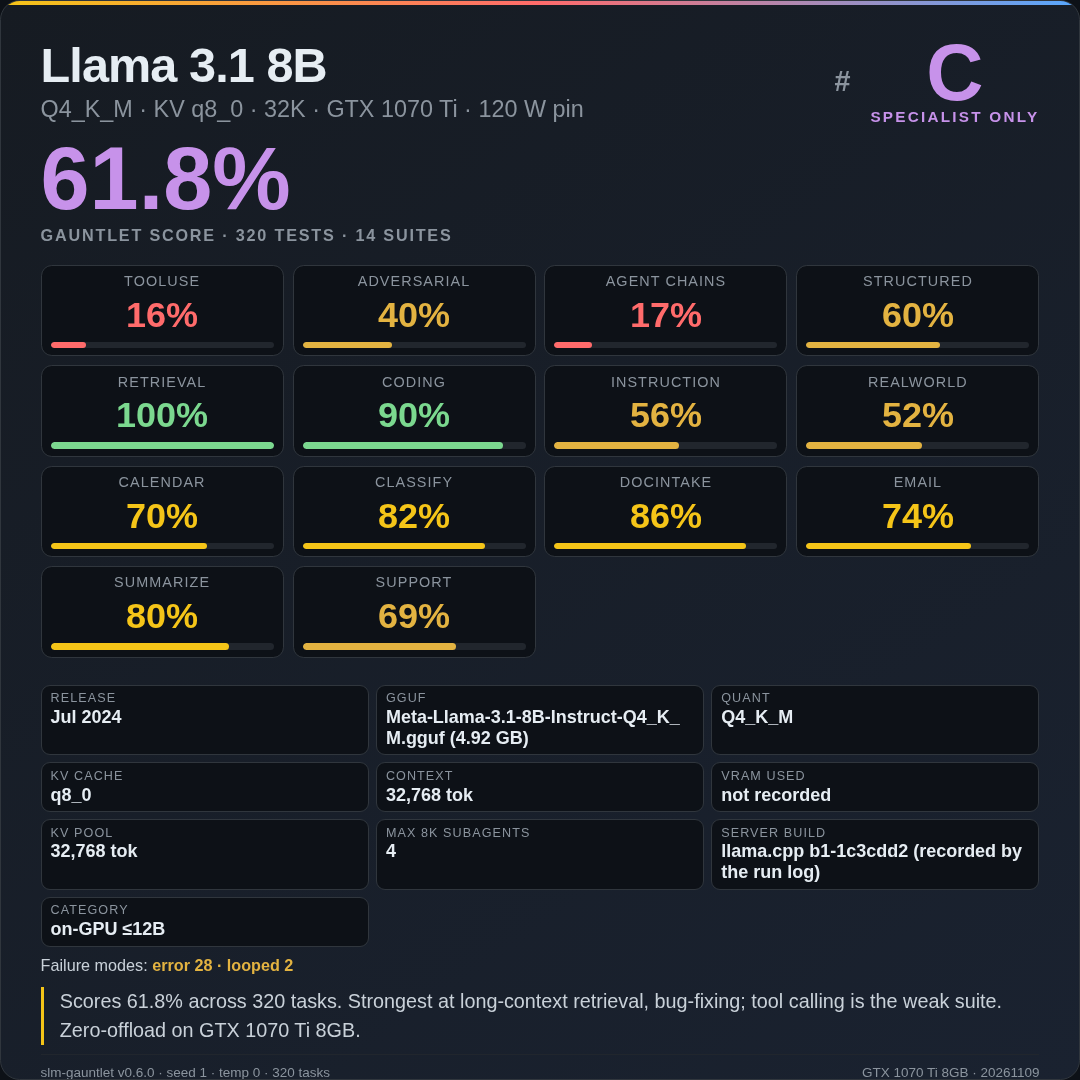 Llama 3.1 8B
# C
Q4_K_M · KV q8_0 · 32K · GTX 1070 Ti · 120 W pin
SPECIALIST ONLY
61.8%
GAUNTLET SCORE · 320 TESTS · 14 SUITES
TOOLUSE
16%
ADVERSARIAL
40%
AGENT CHAINS
17%
STRUCTURED
60%
RETRIEVAL
100%
CODING
90%
INSTRUCTION
56%
REALWORLD
52%
CALENDAR
70%
CLASSIFY
82%
DOCINTAKE
86%
EMAIL
74%
SUMMARIZE
80%
SUPPORT
69%
RELEASE
Jul 2024
GGUF
Meta-Llama-3.1-8B-Instruct-Q4_K_
M.gguf (4.92 GB)
QUANT
Q4_K_M
KV CACHE
q8_0
CONTEXT
32,768 tok
VRAM USED
not recorded
KV POOL
32,768 tok
MAX 8K SUBAGENTS
4
SERVER BUILD
llama.cpp b1-1c3cdd2 (recorded by
the run log)
CATEGORY
on-GPU ≤12B
Failure modes: error 28 · looped 2
Scores 61.8% across 320 tasks. Strongest at long-context retrieval, bug-fixing; tool calling is the weak suite.
Zero-offload on GTX 1070 Ti 8GB.
slm-gauntlet v0.6.0 · seed 1 · temp 0 · 320 tasks
GTX 1070 Ti 8GB · 20261109